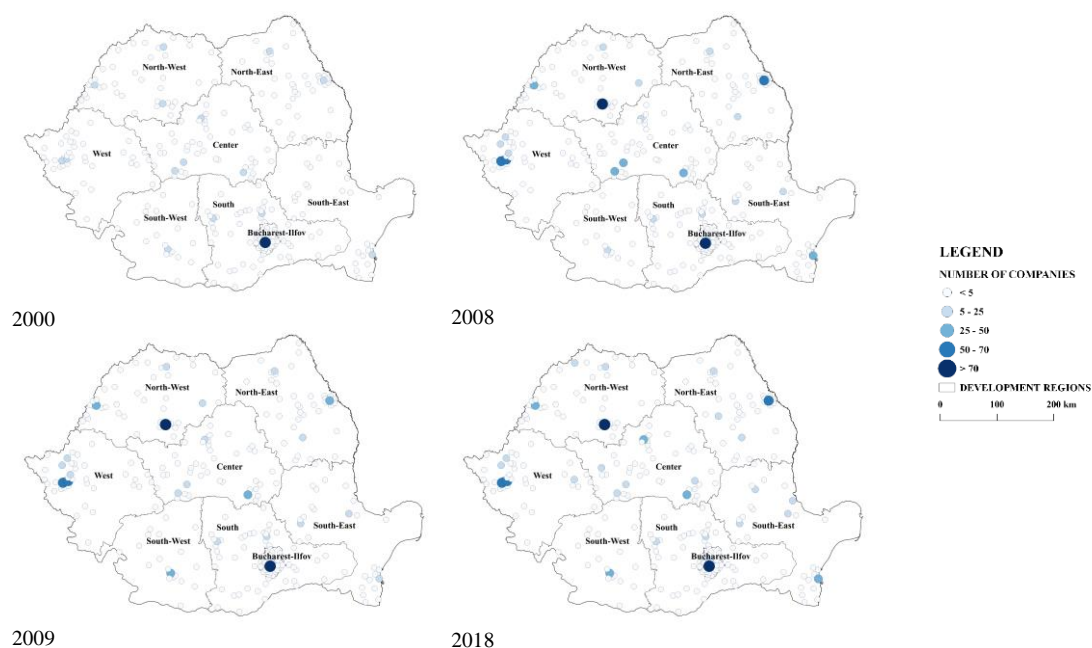 North-West
North-East
West
Center
South-West
South
South-East
Bucharest-Ilfov
2000
North-West
North-East
West
Center
South-West
South
South-East
Bucharest-Ilfov
2008
LEGEND
NUMBER OF COMPANIES
< 5
5 - 25
25 - 50
50 - 70
> 70
DEVELOPMENT REGIONS
0 100 200 km
North-West
North-East
West
Center
South-West
South
South-East
Bucharest-Ilfov
2009
North-West
North-East
West
Center
South-West
South
South-East
Bucharest-Ilfov
2018